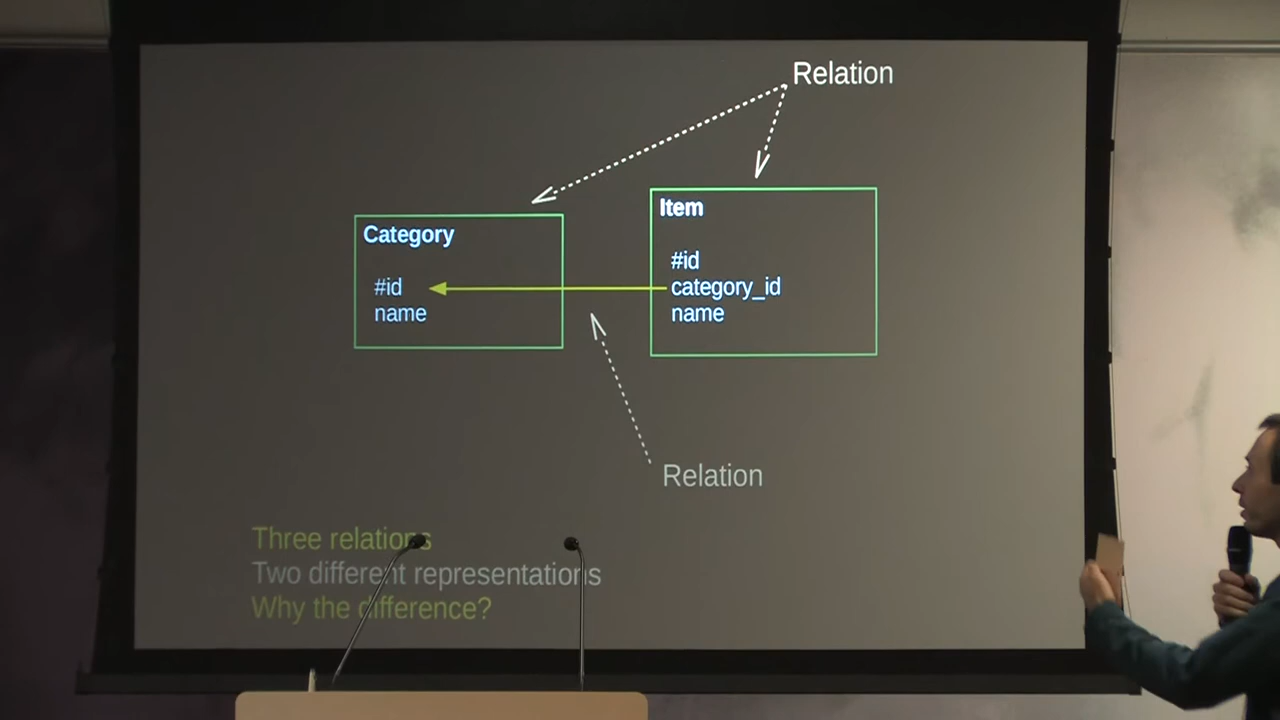 Relation
Category
#id
name
Item
#id
category_id
name
Relation
Three relations
Two different representations
Why the difference?